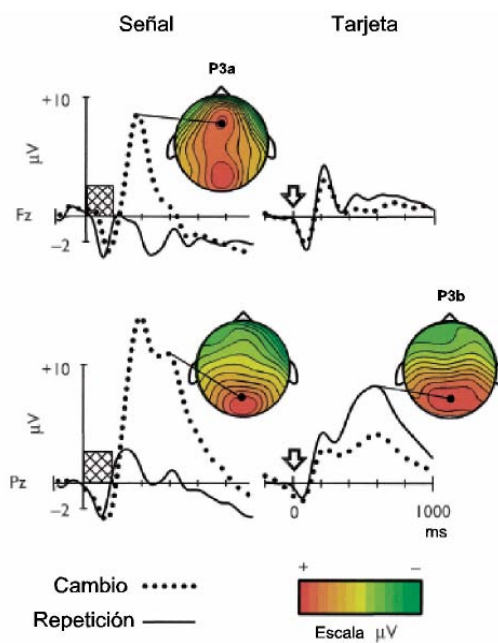 Señal Tarjeta
P3a
+10
μV
Fz
−2
P3b
+10
μV
Pz
−2
0 1000
ms
+ −
Cambio
Repetición
Escala μV